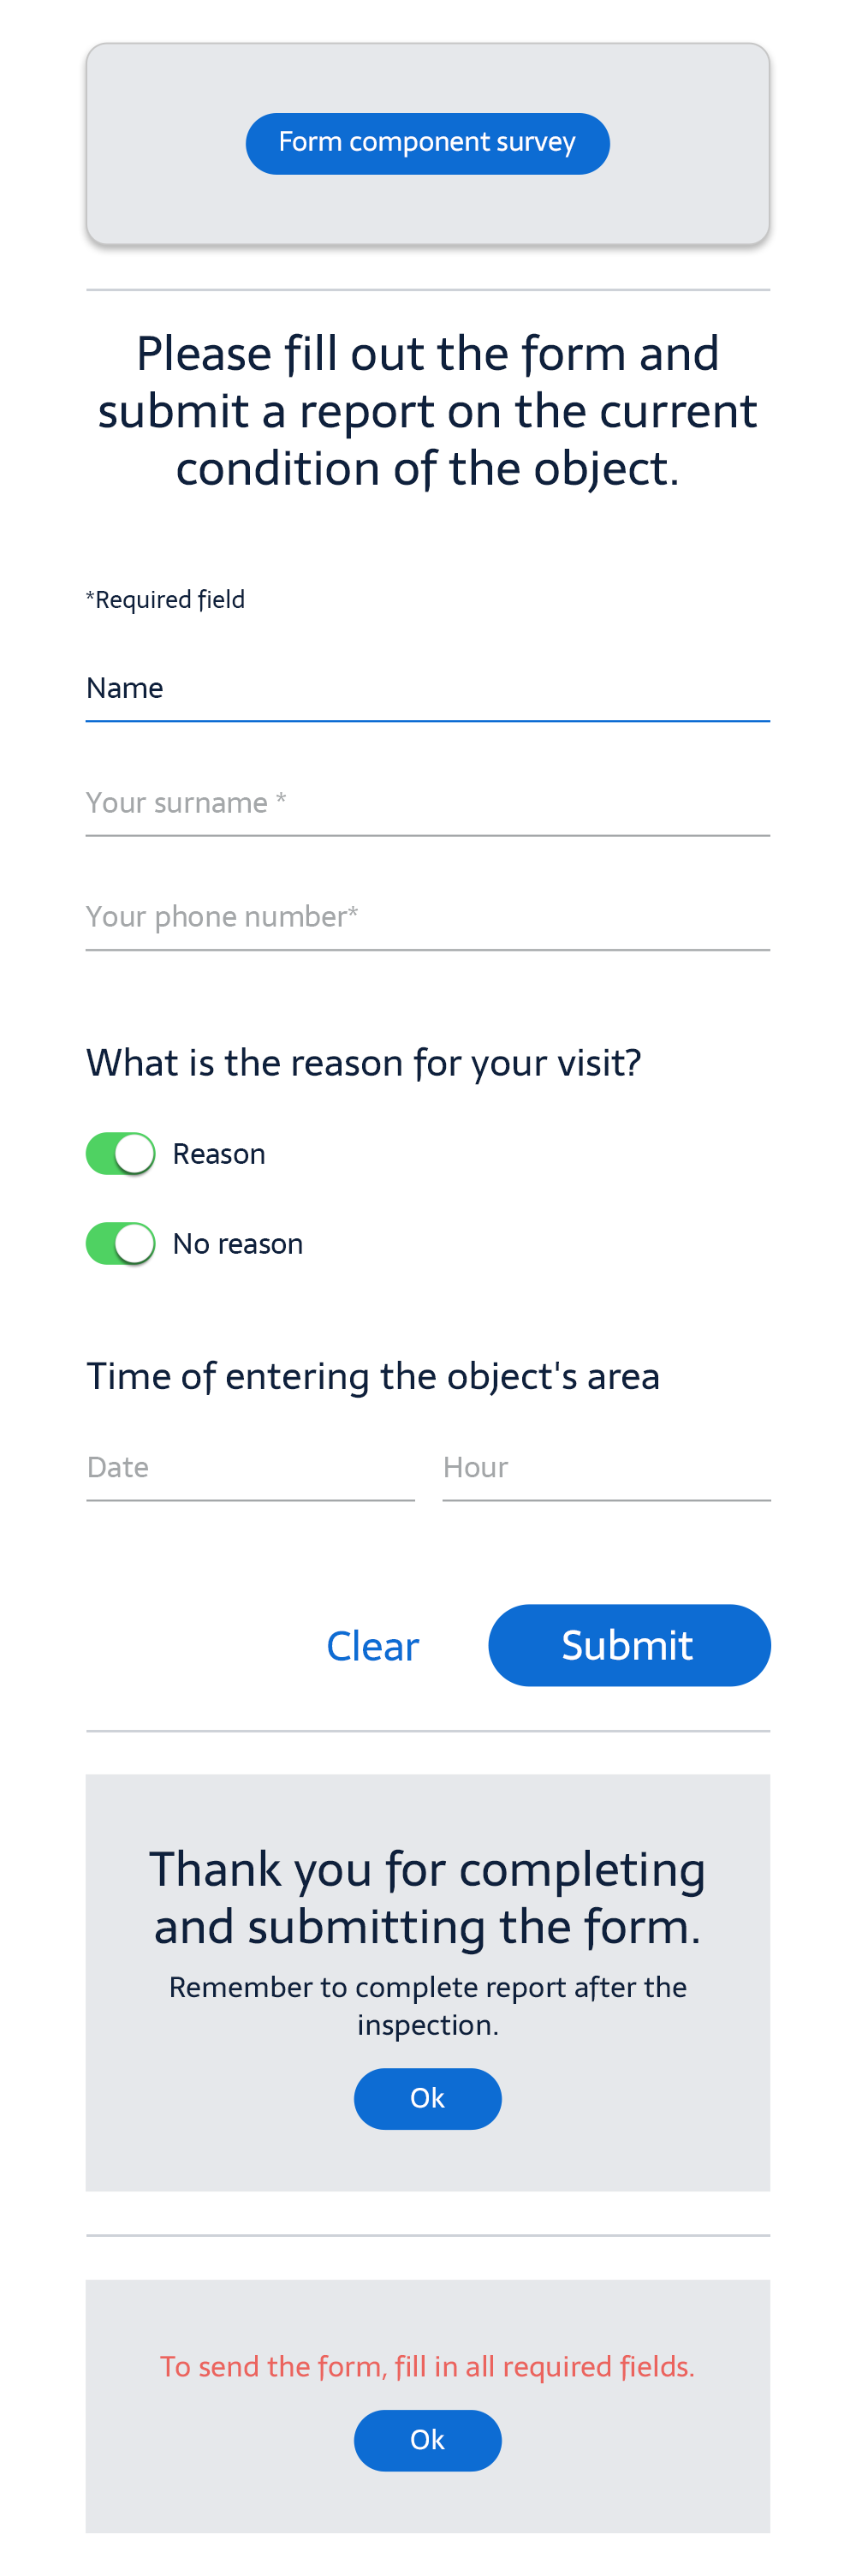 Form component survey
Please fill out the form and
submit a report on the current
condition of the object.
*Required field
Name
Your surname *
Your phone number*
What is the reason for your visit?
Reason
No reason
Time of entering the object's area
Date
Hour
Clear
Submit
Thank you for completing
and submitting the form.
Remember to complete report after the
inspection.
Ok
To send the form, fill in all required fields.
Ok